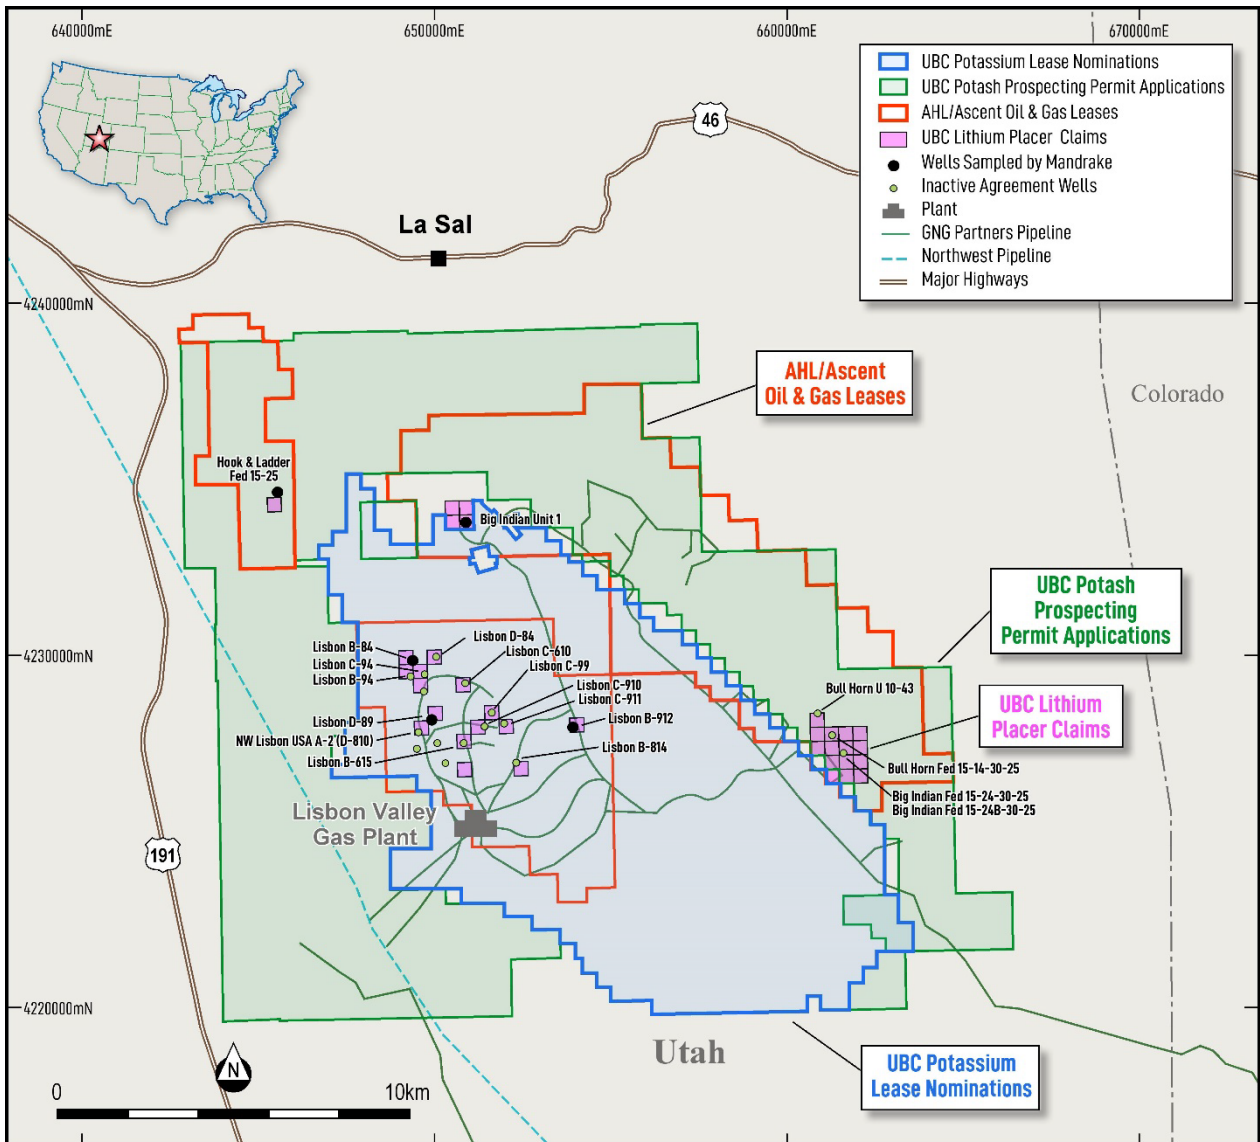 640000mE
650000mE
660000mE
670000mE
UBC Potassium Lease Nominations
UBC Potash Prospecting Permit Applications
AHL/Ascent Oil & Gas Leases
UBC Lithium Placer Claims
Wells Sampled by Mandrake
Inactive Agreement Wells
Plant
GNG Partners Pipeline
Northwest Pipeline
Major Highways
46
La Sal
4240000mN
AHL/Ascent
Oil & Gas Leases
Colorado
Hook & Ladder
Fed 15-25
Big Indian Unit 1
UBC Potash
Prospecting
Permit Applications
Lisbon B-84
Lisbon D-84
Lisbon C-94
Lisbon C-610
Lisbon B-94
Lisbon C-99
4230000mN
Lisbon C-910
Lisbon C-911
Bull Horn U 10-43
UBC Lithium
Placer Claims
Lisbon D-89
Lisbon B-912
NW Lisbon USA A-2 (D-810)
Lisbon B-814
Lisbon B-615
Bull Horn Fed 15-14-30-25
Big Indian Fed 15-24-30-25
Big Indian Fed 15-24B-30-25
Lisbon Valley
Gas Plant
191
4220000mN
Utah
UBC Potassium
Lease Nominations
N
0
10km